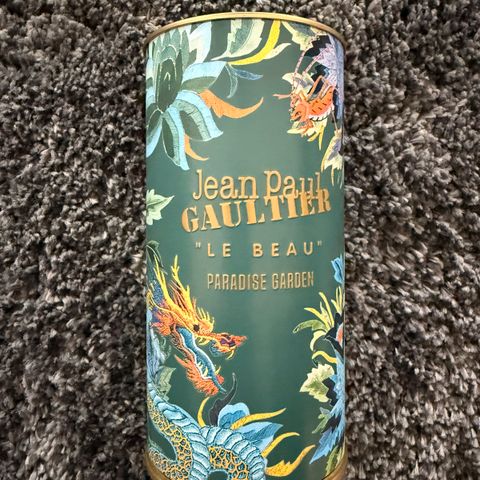 Jean Paul
GAULTIER
"LE BEAU"
PARADISE GARDEN